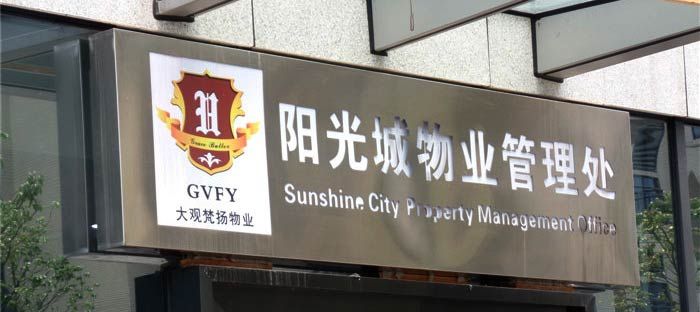 Grace Butler
GVFY
大观梵扬物业
阳光城物业管理处
Sunshine City Property Management Office